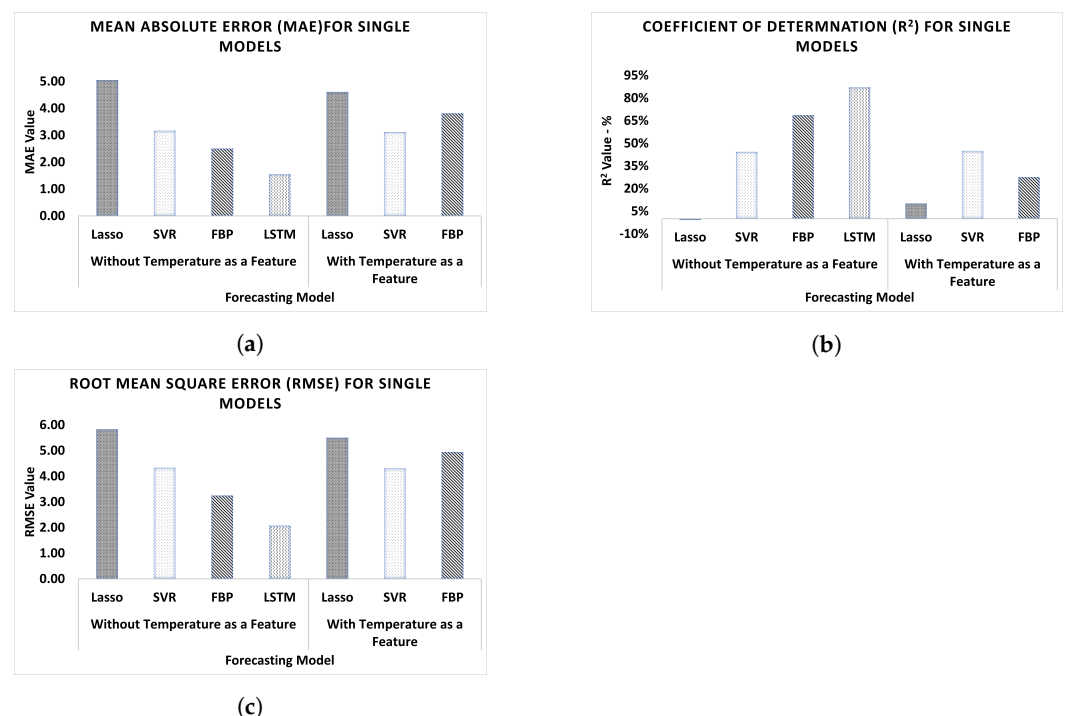 MEAN ABSOLUTE ERROR (MAE)FOR SINGLE
MODELS
MAE Value
5.00
4.00
3.00
2.00
1.00
0.00
Lasso SVR FBP LSTM Lasso SVR FBP
Without Temperature as a Feature With Temperature as a
Feature
Forecasting Model
(a)
COEFFICIENT OF DETERMNATION (R²) FOR SINGLE
MODELS
R² Value - %
95%
80%
65%
50%
35%
20%
5%
-10%
Lasso SVR FBP LSTM Lasso SVR FBP
Without Temperature as a Feature With Temperature as a
Feature
Forecasting Model
(b)
ROOT MEAN SQUARE ERROR (RMSE) FOR SINGLE
MODELS
RMSE Value
6.00
5.00
4.00
3.00
2.00
1.00
0.00
Lasso SVR FBP LSTM Lasso SVR FBP
Without Temperature as a Feature With Temperature as a
Feature
Forecasting Model
(c)